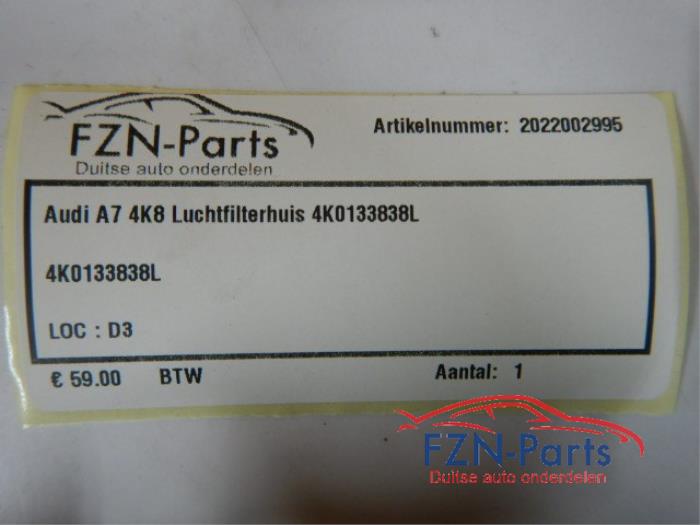 FZN-Parts
Duitse auto onderdelen
Artikelnummer: 2022002995
Audi A7 4K8 Luchtfilterhuis 4K0133838L
4K0133838L
LOC : D3
€ 59.00 BTW Aantal: 1
FZN-Parts
Duitse auto onderdelen